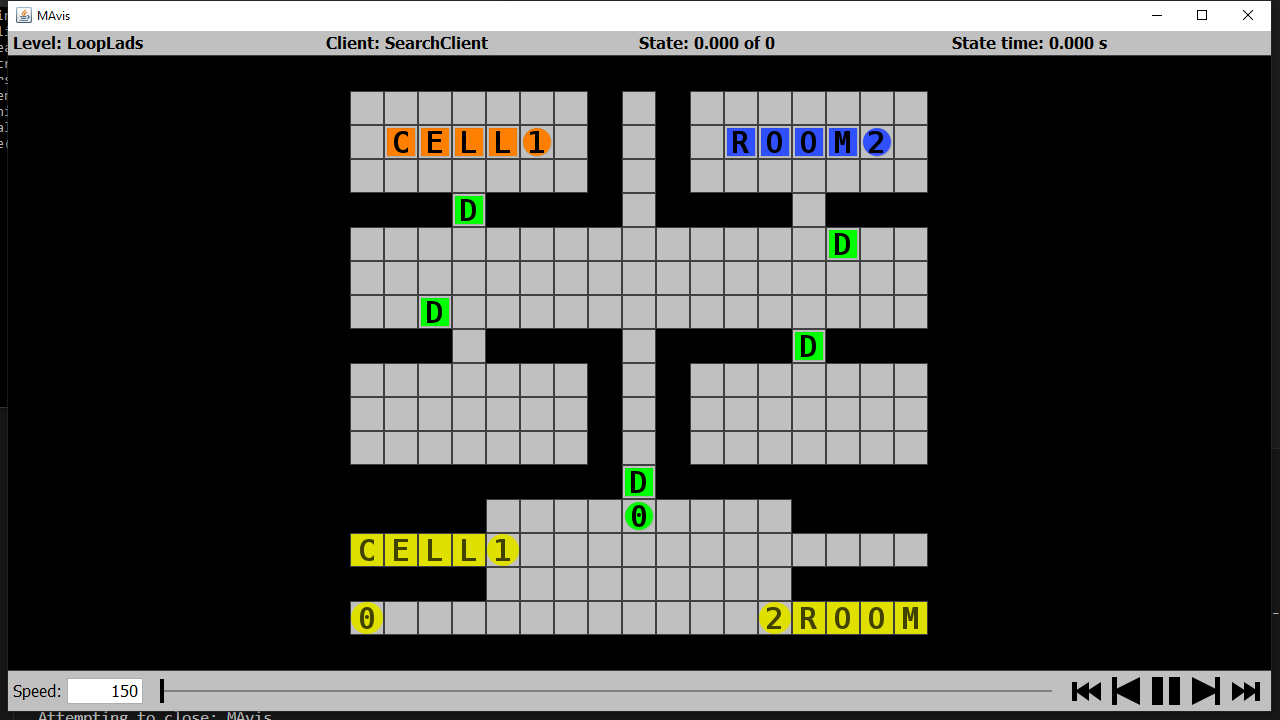 MAvis
Level: LoopLads Client: SearchClient State: 0.000 of 0 State time: 0.000 s
C E L L 1 R O O M 2
D
D
D
D
D
0
C E L L 1
0 2 R O O M
Speed: 150
Attempting to close: MAvis